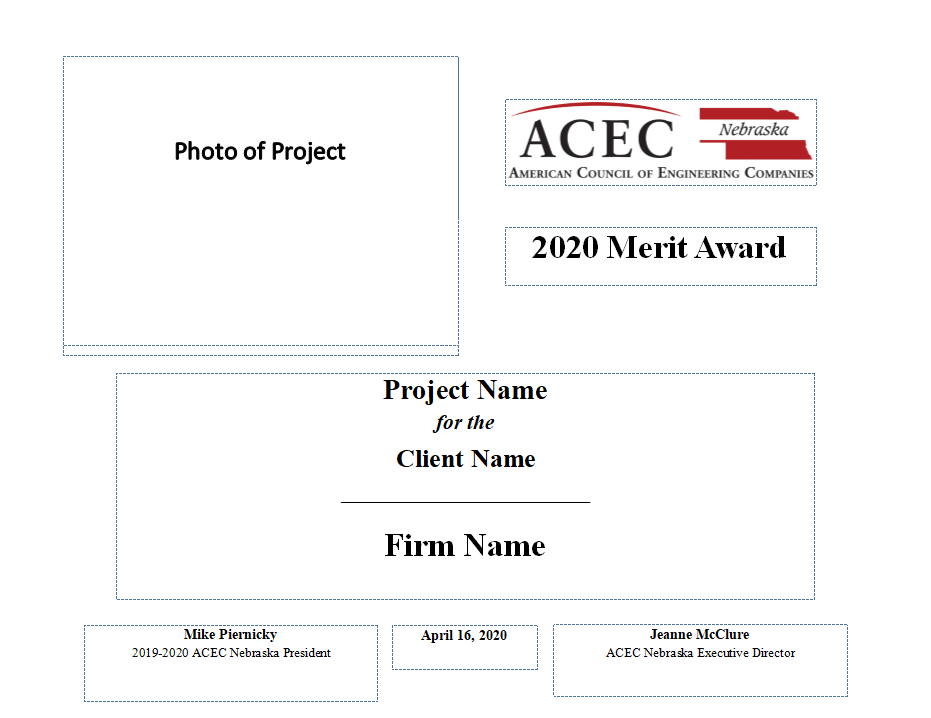 Photo of Project
ACEC Nebraska
American Council of Engineering Companies
2020 Merit Award
Project Name
for the
Client Name
Firm Name
Mike Piernicky
2019-2020 ACEC Nebraska President
April 16, 2020
Jeanne McClure
ACEC Nebraska Executive Director